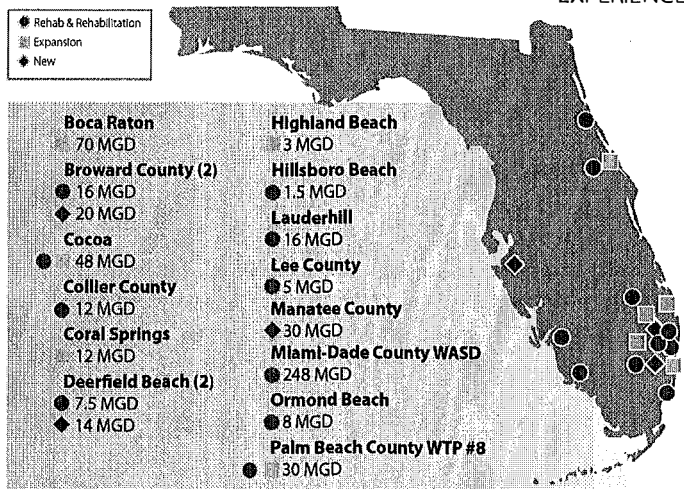 EXPERIENCE
Rehab & Rehabilitation
Expansion
New
Boca Raton
70 MGD
Broward County (2)
16 MGD
20 MGD
Cocoa
48 MGD
Collier County
12 MGD
Coral Springs
12 MGD
Deerfield Beach (2)
7.5 MGD
14 MGD
Highland Beach
3 MGD
Hillsboro Beach
1.5 MGD
Lauderhill
16 MGD
Lee County
5 MGD
Manatee County
30 MGD
Miami-Dade County WASD
248 MGD
Ormond Beach
8 MGD
Palm Beach County WTP #8
30 MGD